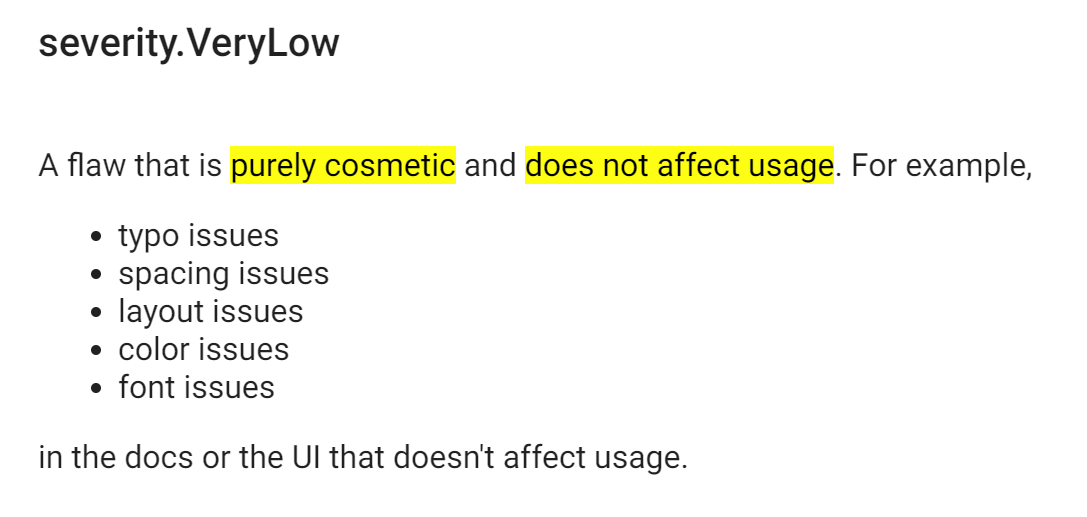 severity.VeryLow
A flaw that is purely cosmetic and does not affect usage. For example,
• typo issues
• spacing issues
• layout issues
• color issues
• font issues
in the docs or the UI that doesn't affect usage.